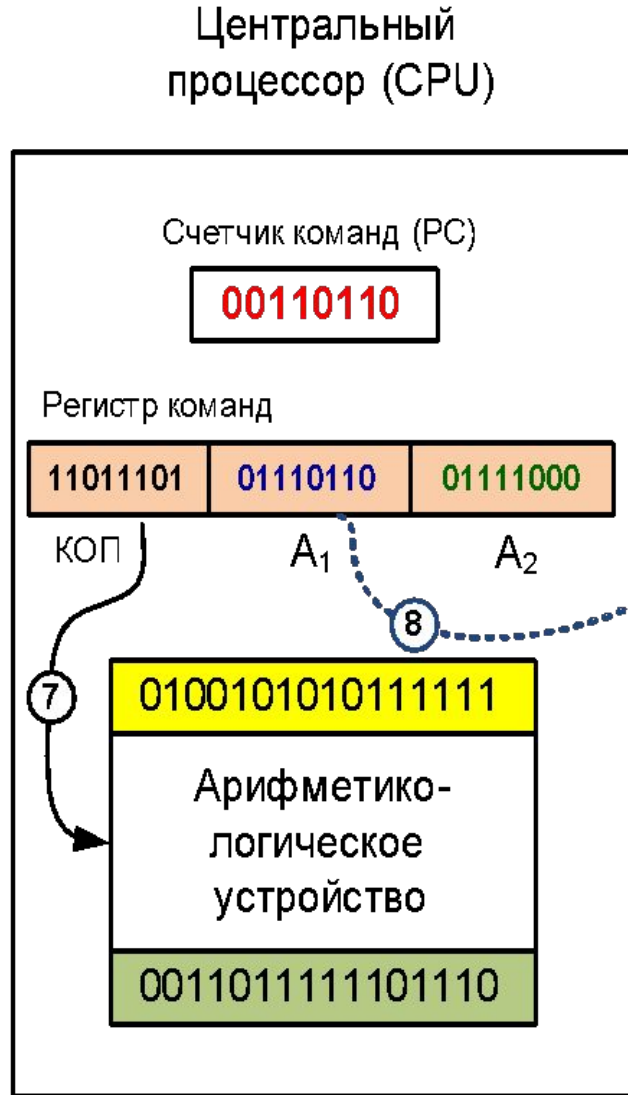 Центральный
процессор (CPU)
Счетчик команд (PC)
00110110
Регистр команд
11011101 01110110 01111000
КОП A₁ A₂
8
7
0100101010111111
Арифметико-
логическое
устройство
0011011111101110